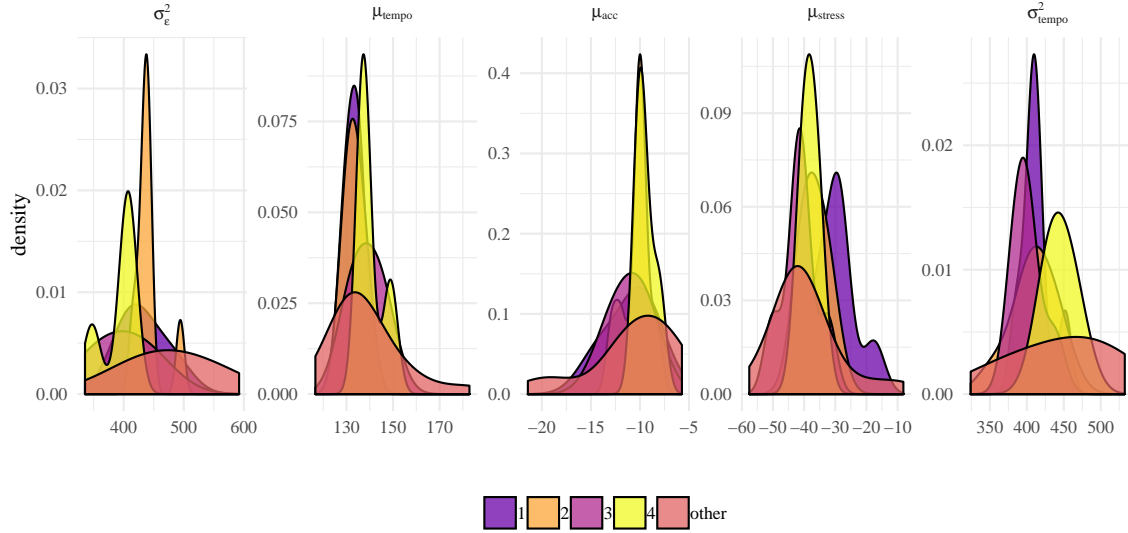 σ²ε μtempo μacc μstress σ²tempo
density
0.03 0.02 0.01 0.00
0.075 0.050 0.025 0.000
0.4 0.3 0.2 0.1 0.0
0.09 0.06 0.03 0.00
0.02 0.01 0.00
400 500 600 130 150 170 −20 −15 −10 −5 −60 −50 −40 −30 −20 −10 350 400 450 500
1 2 3 4 other